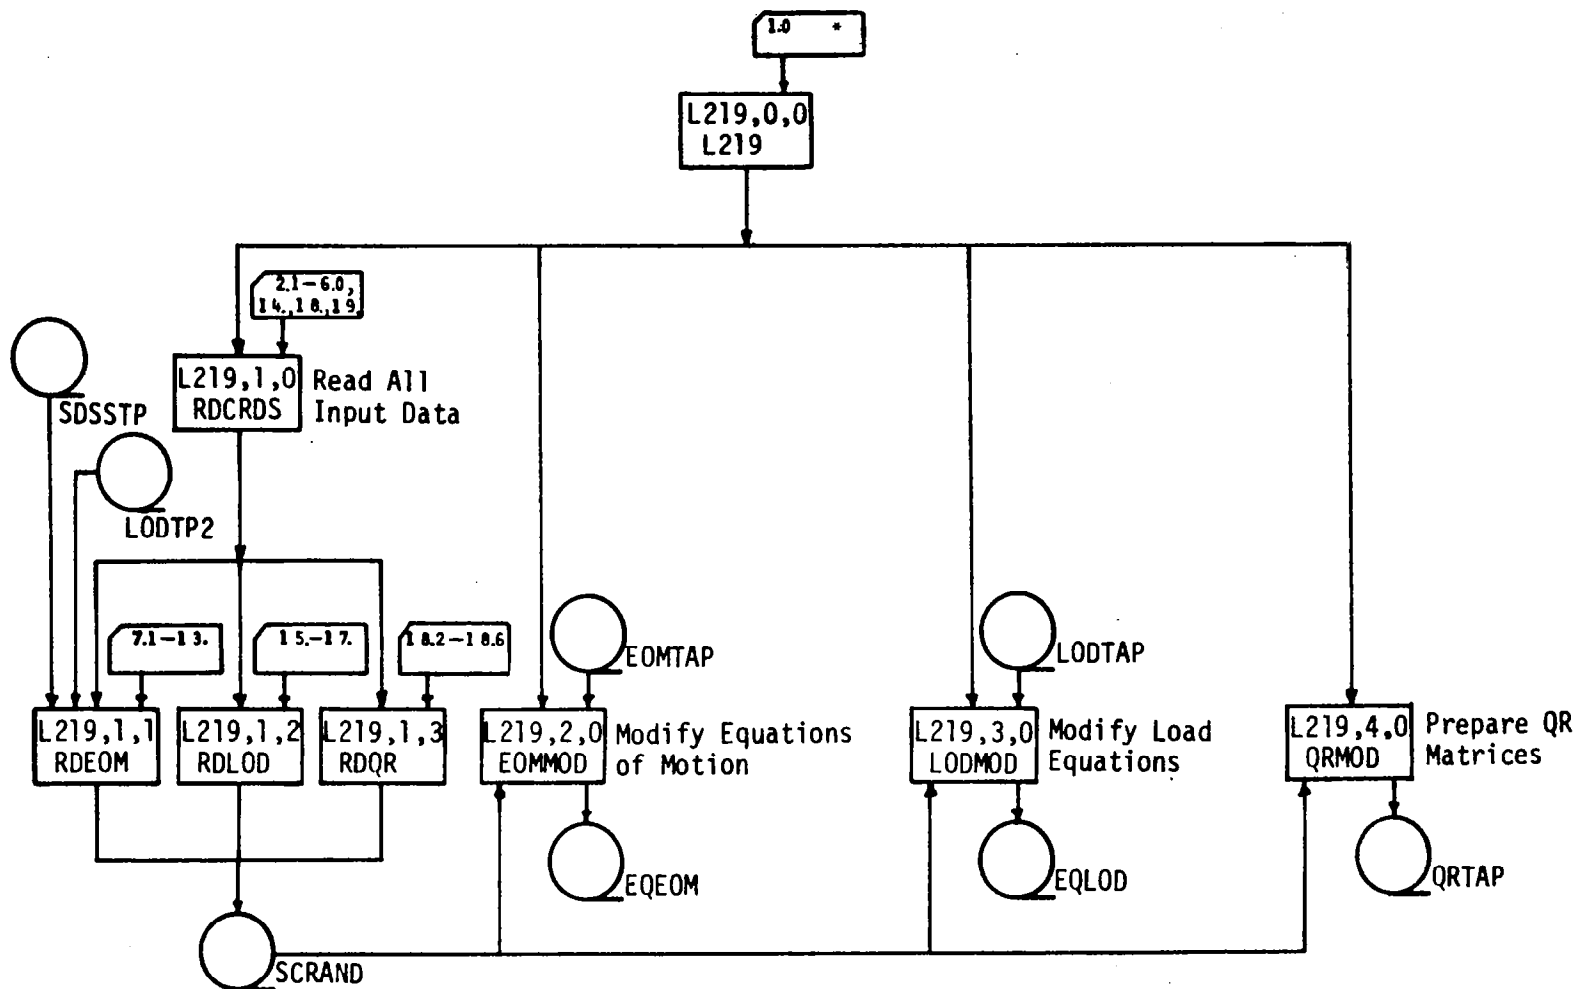 1.0 *
L219,0,0
L219
2.1-6.0,
14.,18.,19.
L219,1,0
RDCRDS
Read All
Input Data
SDSSTP
LODTP2
7.1-13.
15.-17.
18.2-18.6
EOMTAP
LODTAP
L219,1,1
RDEOM
L219,1,2
RDLOD
L219,1,3
RDQR
L219,2,0
EOMMOD
Modify Equations
of Motion
L219,3,0
LODMOD
Modify Load
Equations
L219,4,0
QRMOD
Prepare QR
Matrices
EQEOM
EQLOD
QRTAP
SCRAND